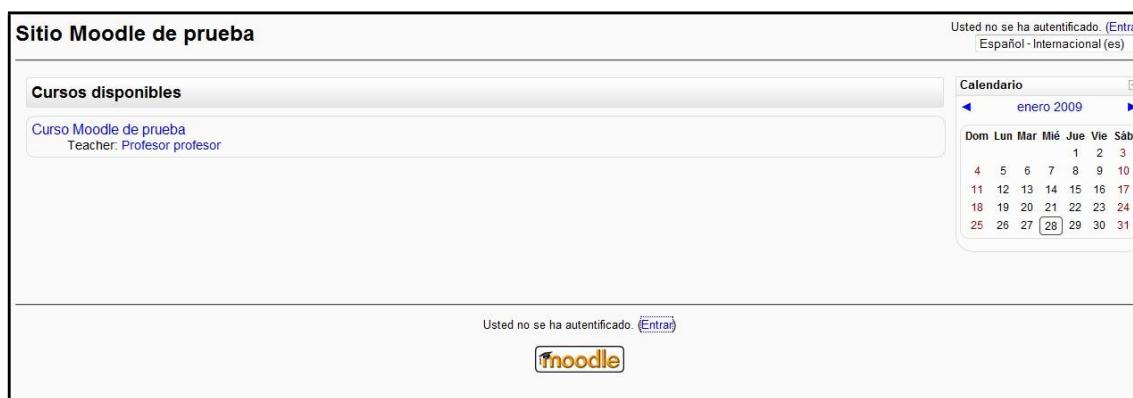 Sitio Moodle de prueba
Usted no se ha autentificado. (Entra
Español - Internacional (es)
Cursos disponibles
Curso Moodle de prueba
Teacher: Profesor profesor
Calendario
enero 2009
Dom Lun Mar Mié Jue Vie Sáb
1 2 3
4 5 6 7 8 9 10
11 12 13 14 15 16 17
18 19 20 21 22 23 24
25 26 27 28 29 30 31
Usted no se ha autentificado. (Entrar)
moodle